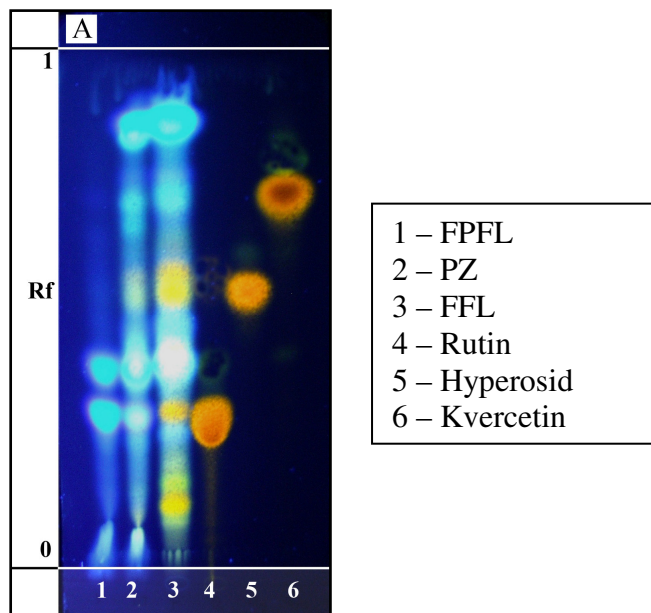 A
1
Rf
0
1 2 3 4 5 6
1 – FPFL
2 – PZ
3 – FFL
4 – Rutin
5 – Hyperosid
6 – Kvercetin